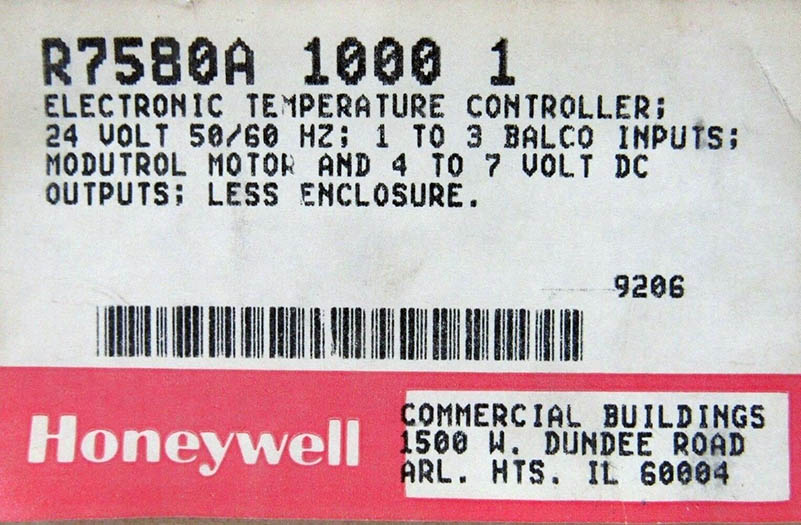 R7580A 1000 1
ELECTRONIC TEMPERATURE CONTROLLER;
24 VOLT 50/60 HZ; 1 TO 3 BALCO INPUTS;
MODUTROL MOTOR AND 4 TO 7 VOLT DC
OUTPUTS; LESS ENCLOSURE.
9206
Honeywell
COMMERCIAL BUILDINGS
1500 W. DUNDEE ROAD
ARL. HTS. IL 60004